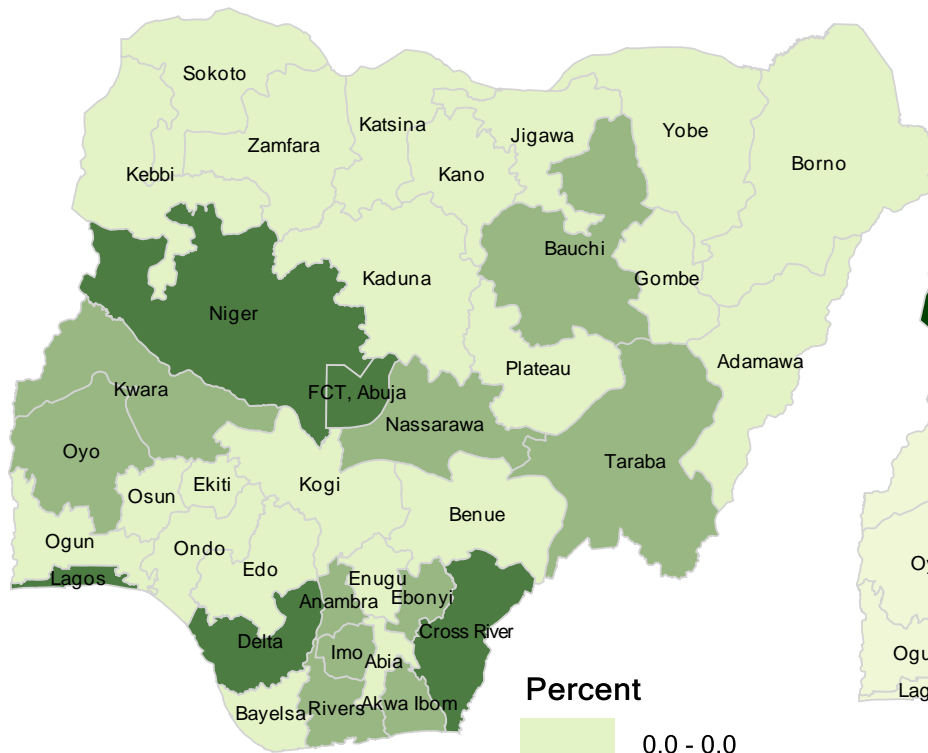 Sokoto
Katsina
Jigawa
Yobe
Zamfara
Borno
Kebbi
Kano
Bauchi
Kaduna
Gombe
Niger
Plateau
Adamawa
Kwara
FCT, Abuja
Nassarawa
Oyo
Taraba
Osun
Ekiti
Kogi
Benue
Ogun
Ondo
Edo
Lagos
Enugu
Anambra
Ebonyi
Delta
Cross River
Imo
Abia
Bayelsa
Rivers
Akwa Ibom
Percent
0.0 - 0.0
Oy
Ogu
Lag